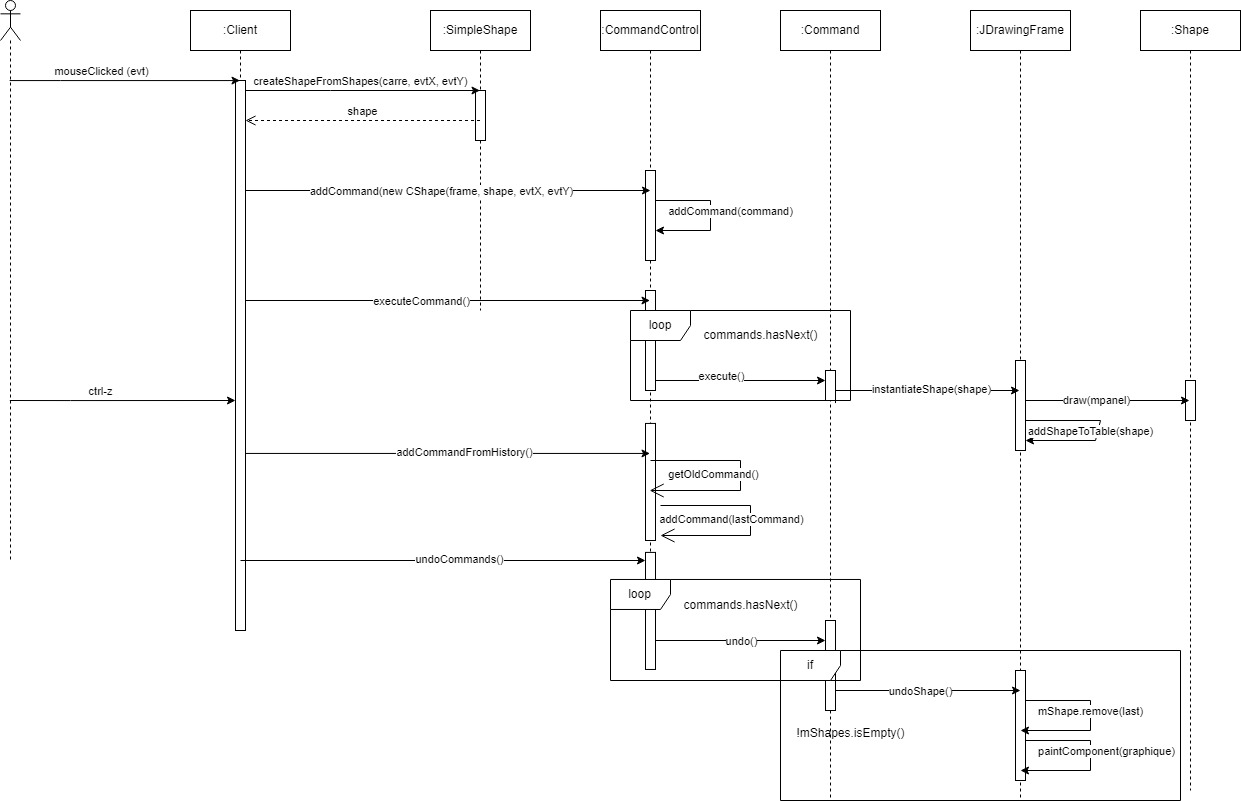 :Client
:SimpleShape
:CommandControl
:Command
:JDrawingFrame
:Shape
mouseClicked (evt)
createShapeFromShapes(carre, evtX, evtY)
shape
addCommand(new CShape(frame, shape, evtX, evtY)
addCommand(command)
executeCommand()
loop
commands.hasNext()
execute()
instantiateShape(shape)
ctrl-z
draw(mpanel)
addShapeToTable(shape)
addCommandFromHistory()
getOldCommand()
addCommand(lastCommand)
undoCommands()
loop
commands.hasNext()
undo()
if
undoShape()
mShape.remove(last)
!mShapes.isEmpty()
paintComponent(graphique)